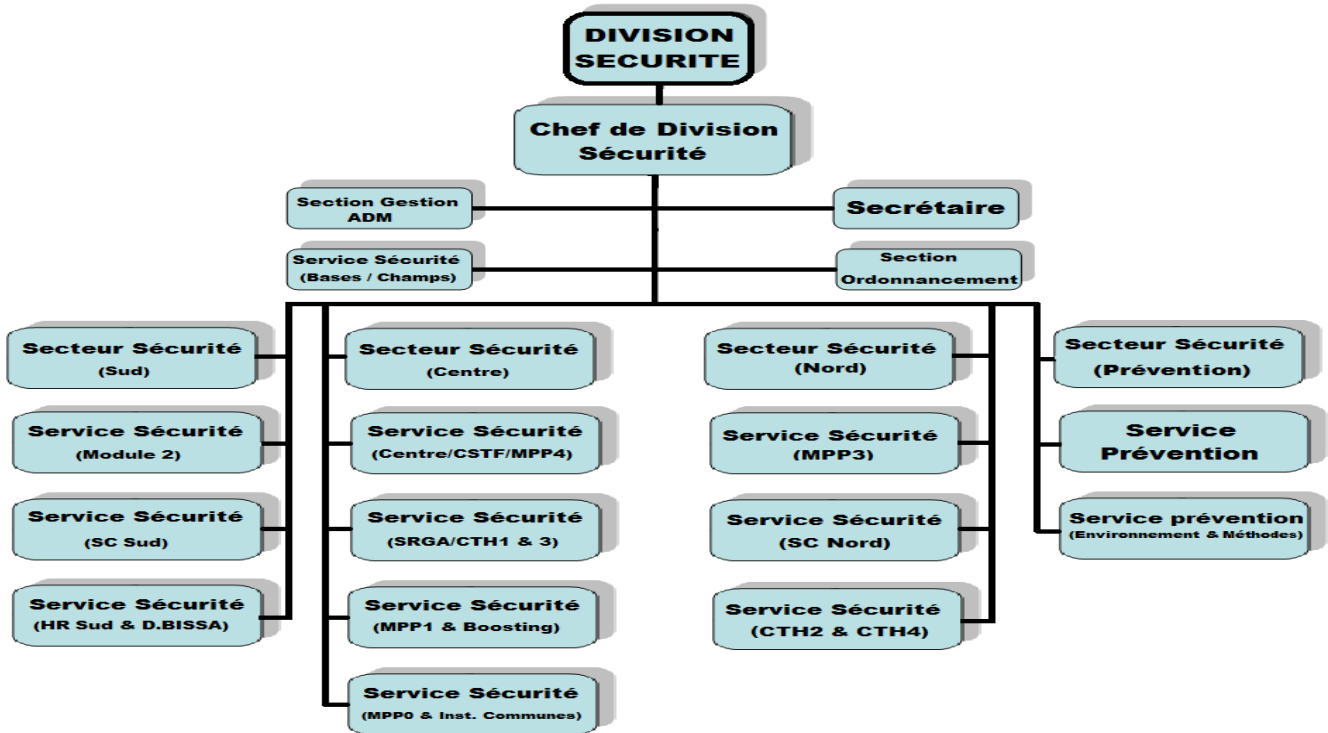 DIVISION
SECURITE
Chef de Division
Sécurité
Section Gestion
ADM
Secrétaire
Service Sécurité
(Bases / Champs)
Section
Ordonnancement
Secteur Sécurité
(Sud)
Service Sécurité
(Module 2)
Service Sécurité
(SC Sud)
Service Sécurité
(HR Sud & D.BISSA)
Secteur Sécurité
(Centre)
Service Sécurité
(Centre/CSTF/MPP4)
Service Sécurité
(SRGA/CTH1 & 3)
Service Sécurité
(MPP1 & Boosting)
Service Sécurité
(MPP0 & Inst. Communes)
Secteur Sécurité
(Nord)
Service Sécurité
(MPP3)
Service Sécurité
(SC Nord)
Service Sécurité
(CTH2 & CTH4)
Secteur Sécurité
(Prévention)
Service
Prévention
Service prévention
(Environnement & Méthodes)